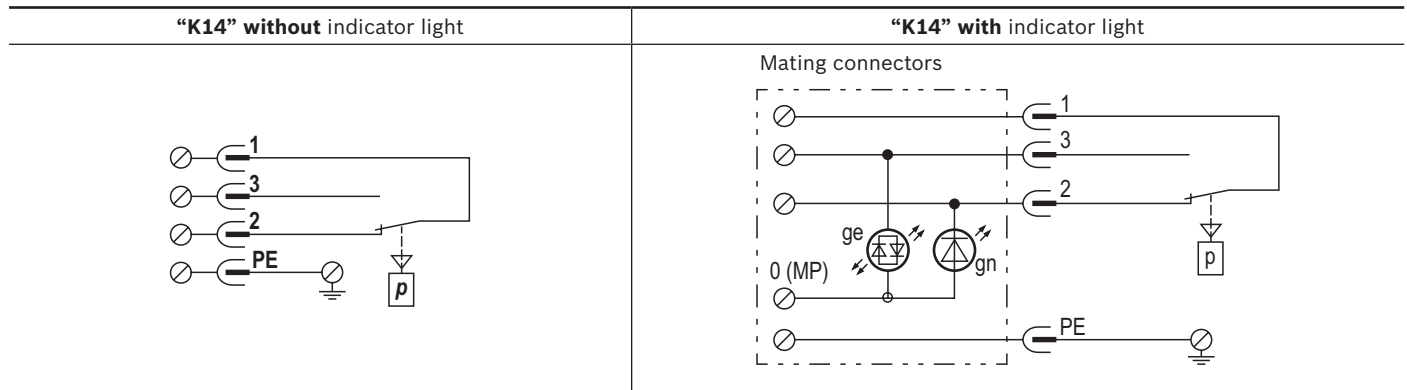 “K14” without indicator light
“K14” with indicator light
1
3
2
PE
p
Mating connectors
1
3
2
ge
gn
0 (MP)
p
PE